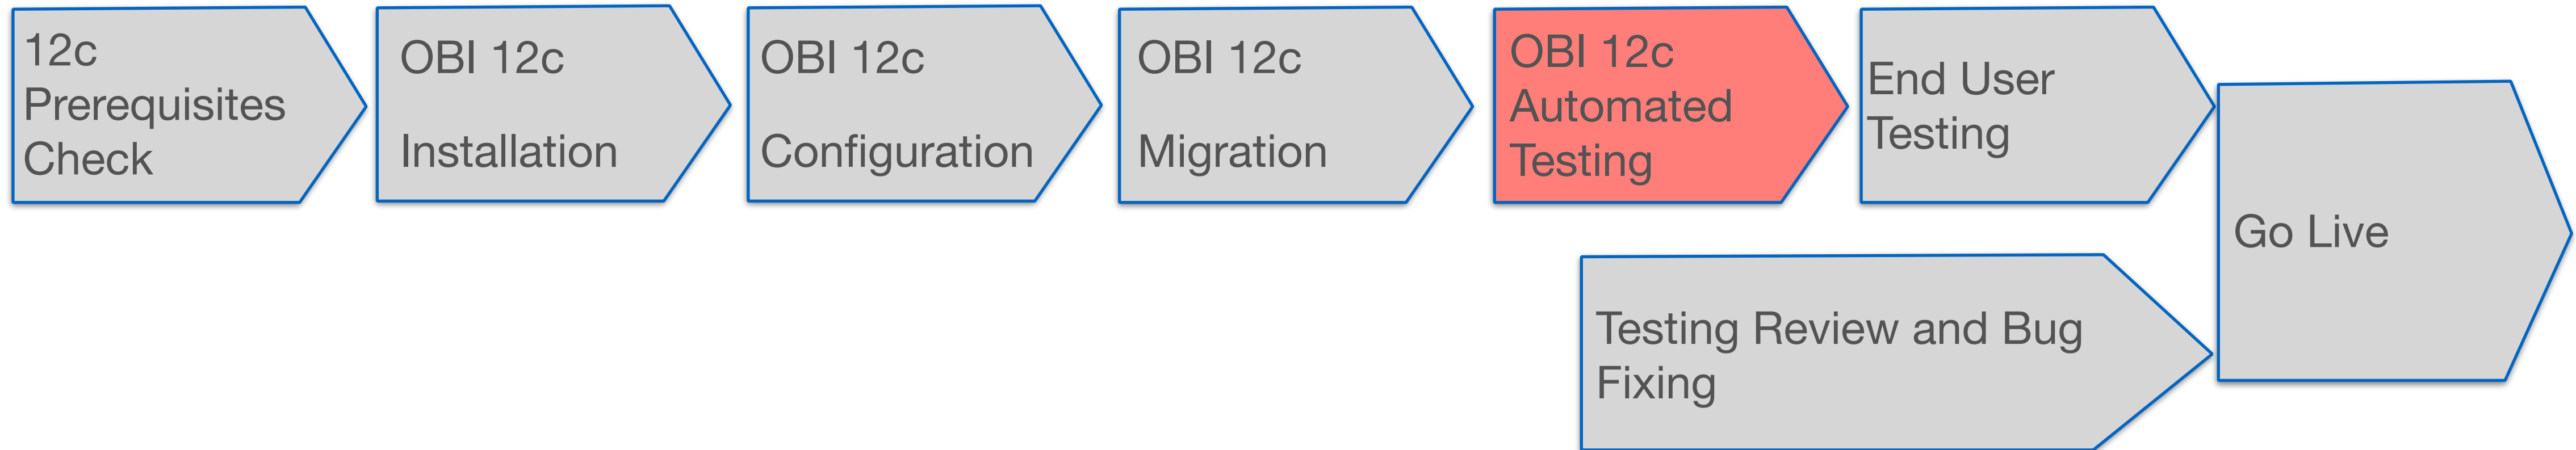 12c
Prerequisites
Check
OBI 12c
Installation
OBI 12c
Configuration
OBI 12c
Migration
OBI 12c
Automated
Testing
End User
Testing
Go Live
Testing Review and Bug
Fixing